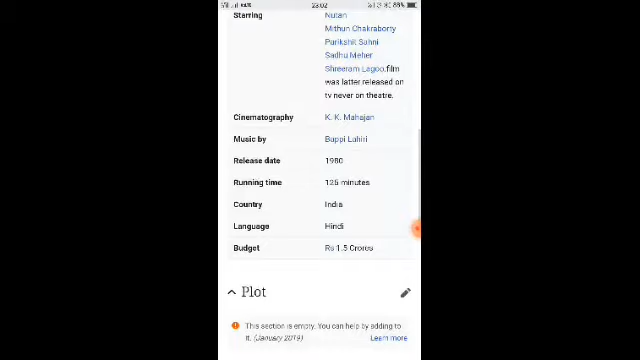 23:02
86%
Starring
Nutan
Mithun Chakraborty
Parikshit Sahni
Sadhu Meher
Shreeram Lagoo,film
was latter.released on
tv never on theatre.
Cinematography K. K. Mahajan
Music by Bappi Lahiri
Release date 1980
Running time 125 minutes
Country India
Language Hindi
Budget Rs 1.5 Crores
Plot
This section is empty. You can help by adding to
it. (January 2019) Learn more